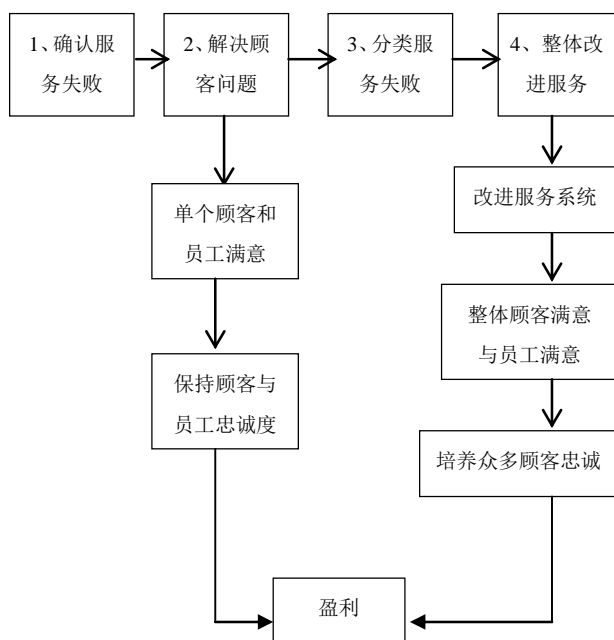 1、确认服
务失败
2、解决顾
客问题
3、分类服
务失败
4、整体改
进服务
单个顾客和
员工满意
保持顾客与
员工忠诚度
改进服务系统
整体顾客满意
与员工满意
培养众多顾客忠诚
盈利